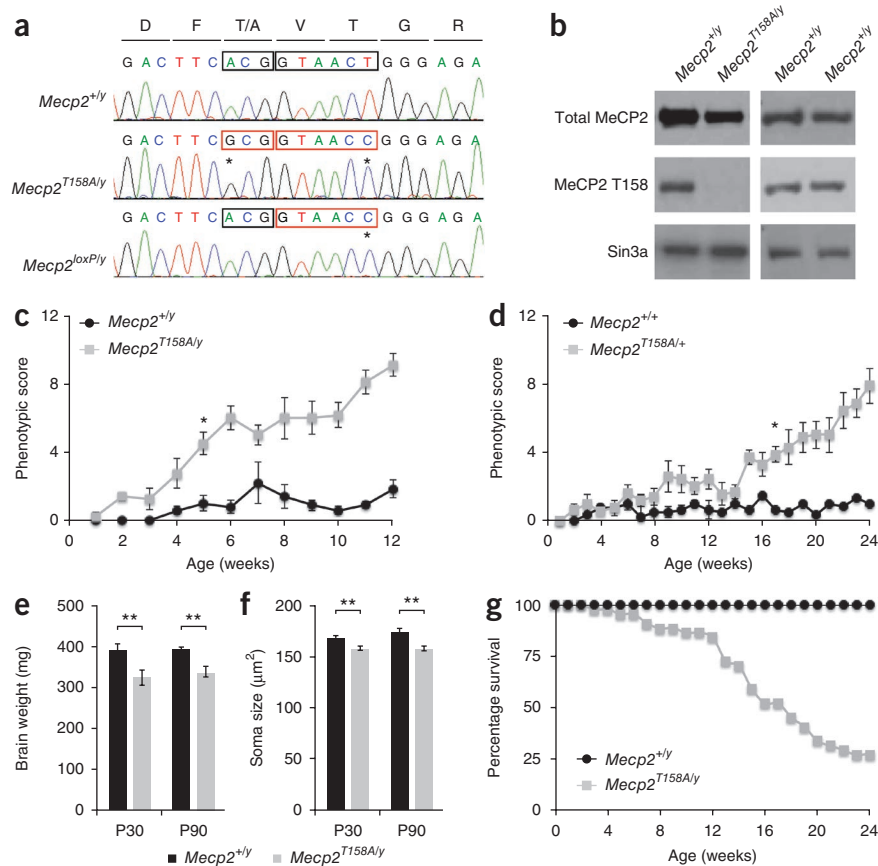 a
D F T/A V T G R
G A C T T C A C G G T A A C T G G G A G A
Mecp2+/y
G A C T T C G C G G T A A C C G G G A G A
* *
Mecp2T158A/y
G A C T T C A C G G T A A C C G G G A G A
*
Mecp2loxP/y
b
Mecp2+/y Mecp2T158A/y Mecp2+/y Mecp2+/y
Total MeCP2
MeCP2 T158
Sin3a
c
Mecp2+/y
Mecp2T158A/y
Phenotypic score
12
8
4
0
*
0 2 4 6 8 10 12
Age (weeks)
d
Mecp2+/+
Mecp2T158A/+
Phenotypic score
12
8
4
0
*
0 4 8 12 16 20 24
Age (weeks)
e
Brain weight (mg)
500
400
300
200
100
0
** **
P30 P90
f
Soma size (μm2)
200
150
100
50
0
** **
P30 P90
Mecp2+/y Mecp2T158A/y
g
Percentage survival
100
75
50
25
0
Mecp2+/y
Mecp2T158A/y
0 4 8 12 16 20 24
Age (weeks)